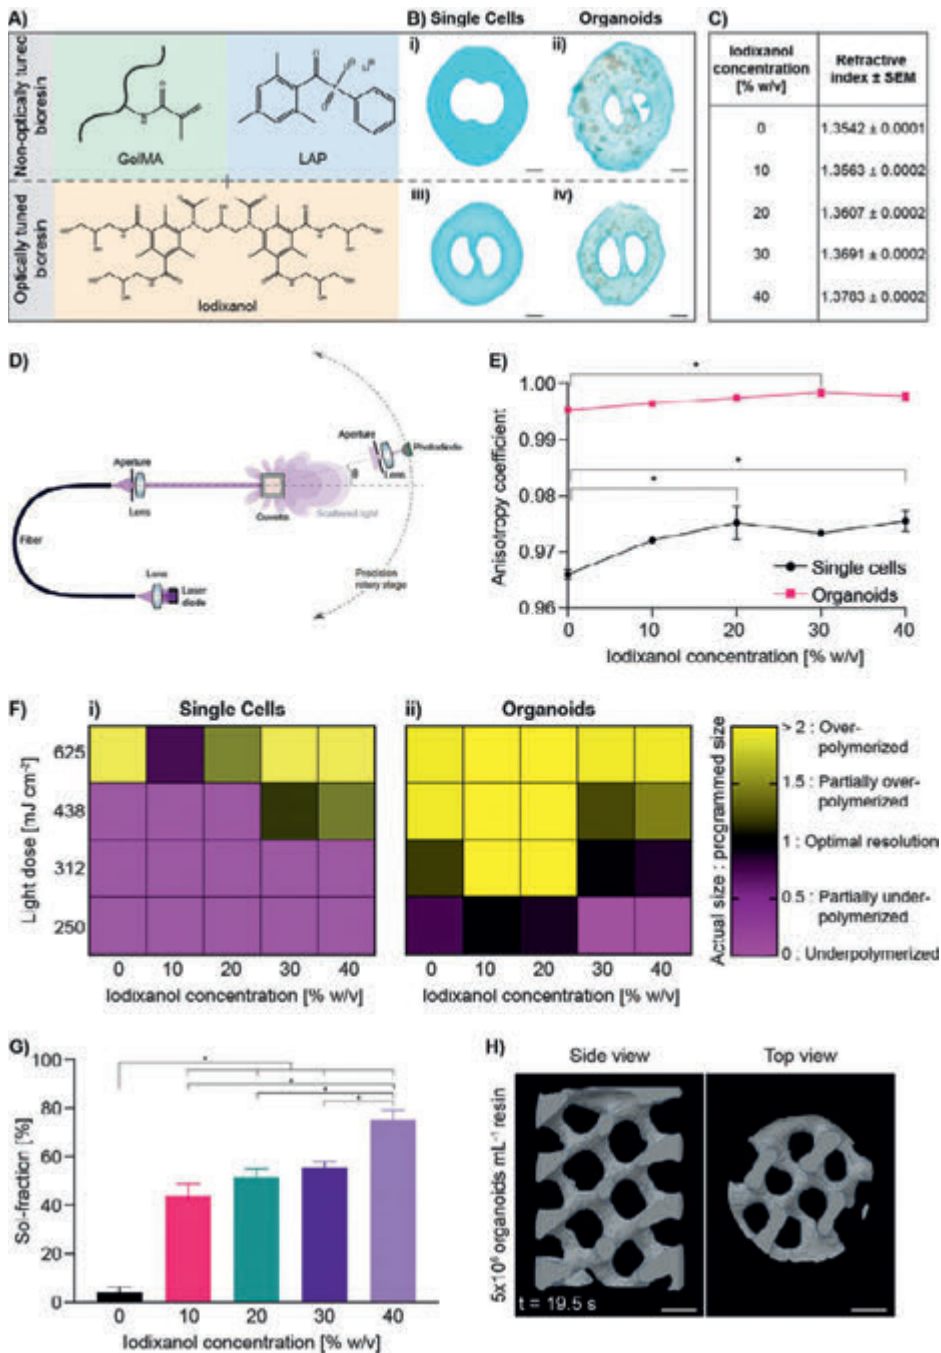 A)
Non-optically tuned
bioresin
GelMA
LAP
Optically tuned
bioresin
Iodixanol
B) Single Cells
Organoids
i)
ii)
iii)
iv)
C)
Iodixanol
concentration
[% w/v]
Refractive
index ± SEM
0
1.3542 ± 0.0001
10
1.3563 ± 0.0002
20
1.3607 ± 0.0002
30
1.3691 ± 0.0002
40
1.3763 ± 0.0002
D)
Aperture
Lens
Fiber
Lens
Laser
diode
Cuvette
Scattered light
θ
Aperture
Lens
Photodiode
Precision
rotary stage
E)
Anisotropy coefficient
1.00
0.99
0.98
0.97
0.96
*
*
*
Single cells
Organoids
0 10 20 30 40
Iodixanol concentration [% w/v]
F)
i) Single Cells
Light dose [mJ cm⁻²]
625
438
312
250
0 10 20 30 40
Iodixanol concentration [% w/v]
ii) Organoids
0 10 20 30 40
Iodixanol concentration [% w/v]
Actual size : programmed size
> 2 : Over-
polymerized
1.5 : Partially over-
polymerized
1 : Optimal resolution
0.5 : Partially under-
polymerized
0 : Underpolymerized
G)
Sol-fraction [%]
100
80
60
40
20
0
*
*
*
*
0 10 20 30 40
Iodixanol concentration [% w/v]
H)
Side view
Top view
5x10⁶ organoids mL⁻¹ resin
t = 19.5 s